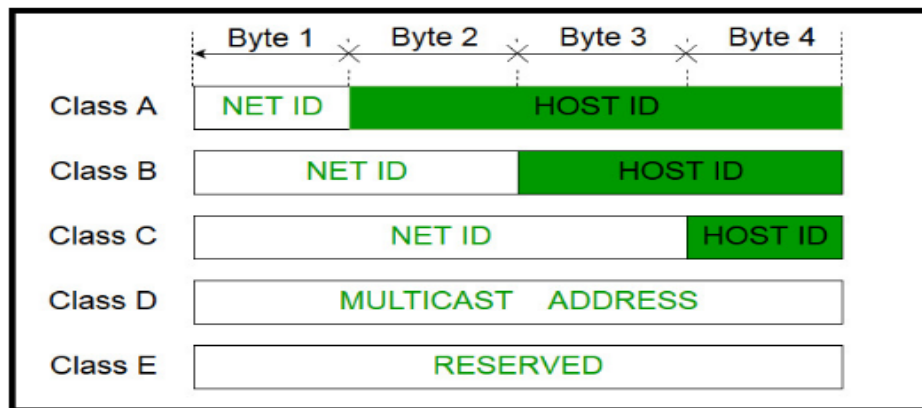 Byte 1 Byte 2 Byte 3 Byte 4
Class A NET ID HOST ID
Class B NET ID HOST ID
Class C NET ID HOST ID
Class D MULTICAST ADDRESS
Class E RESERVED